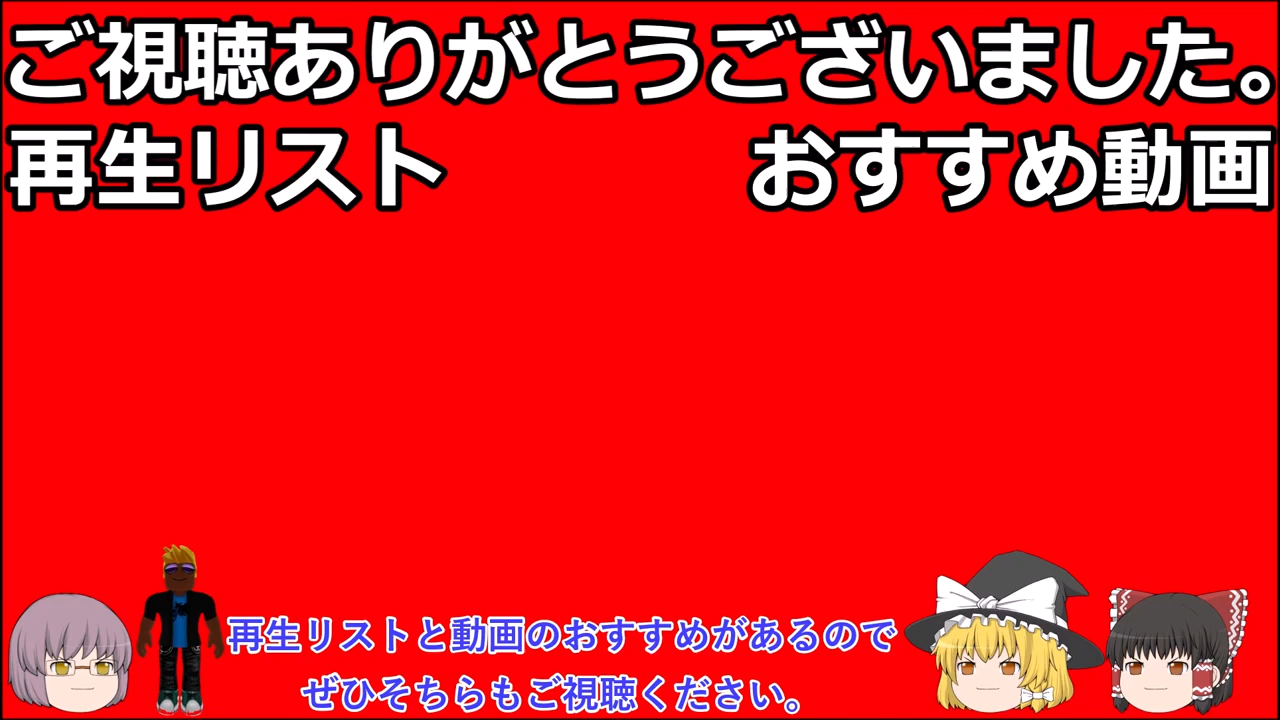 ご視聴ありがとうございました。
再生リスト
おすすめ動画
再生リストと動画のおすすめがあるので
ぜひそちらもご視聴ください。